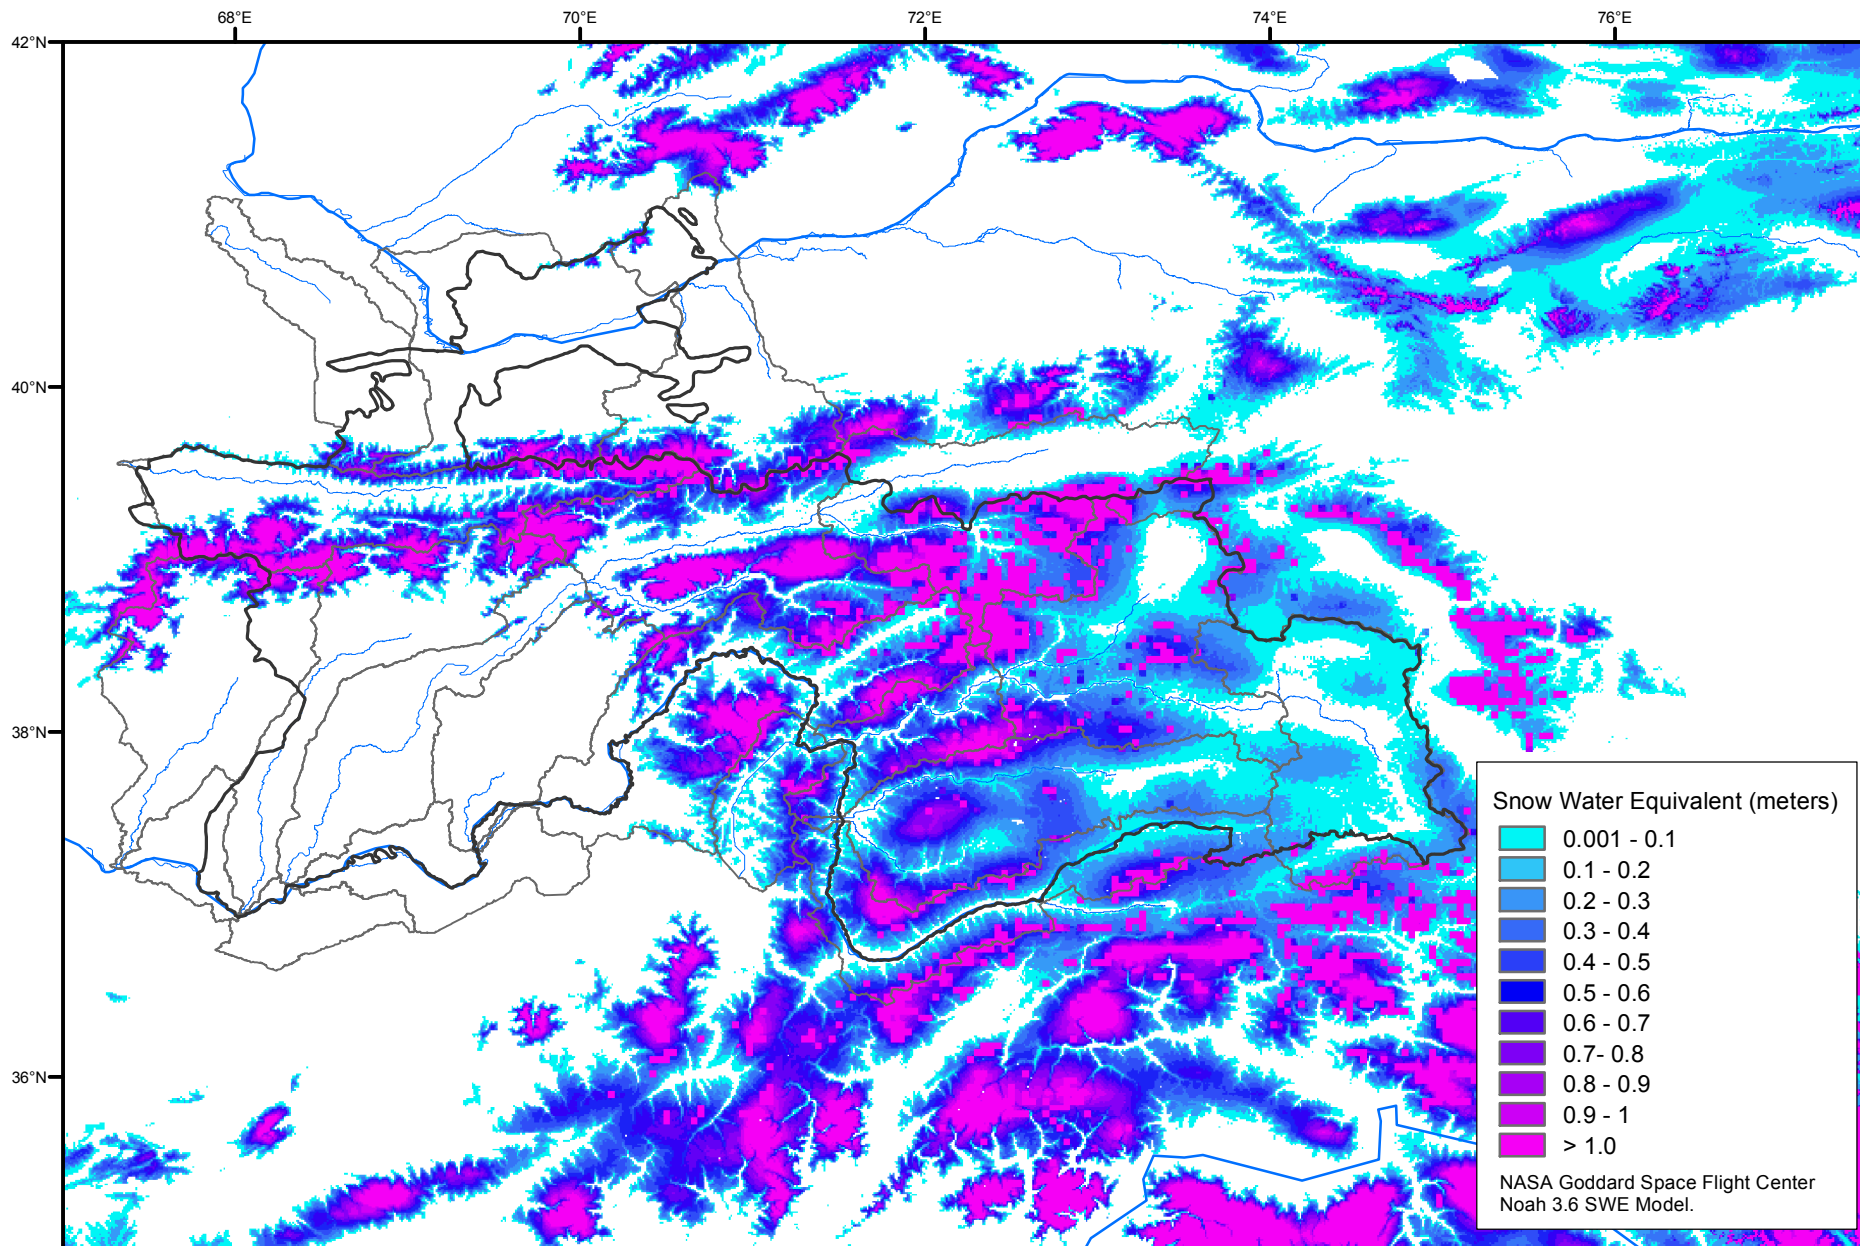 68°E
70°E
72°E
74°E
76°E
42°N
40°N
38°N
36°N
Snow Water Equivalent (meters)
0.001 - 0.1
0.1 - 0.2
0.2 - 0.3
0.3 - 0.4
0.4 - 0.5
0.5 - 0.6
0.6 - 0.7
0.7- 0.8
0.8 - 0.9
0.9 - 1
> 1.0
NASA Goddard Space Flight Center
Noah 3.6 SWE Model.